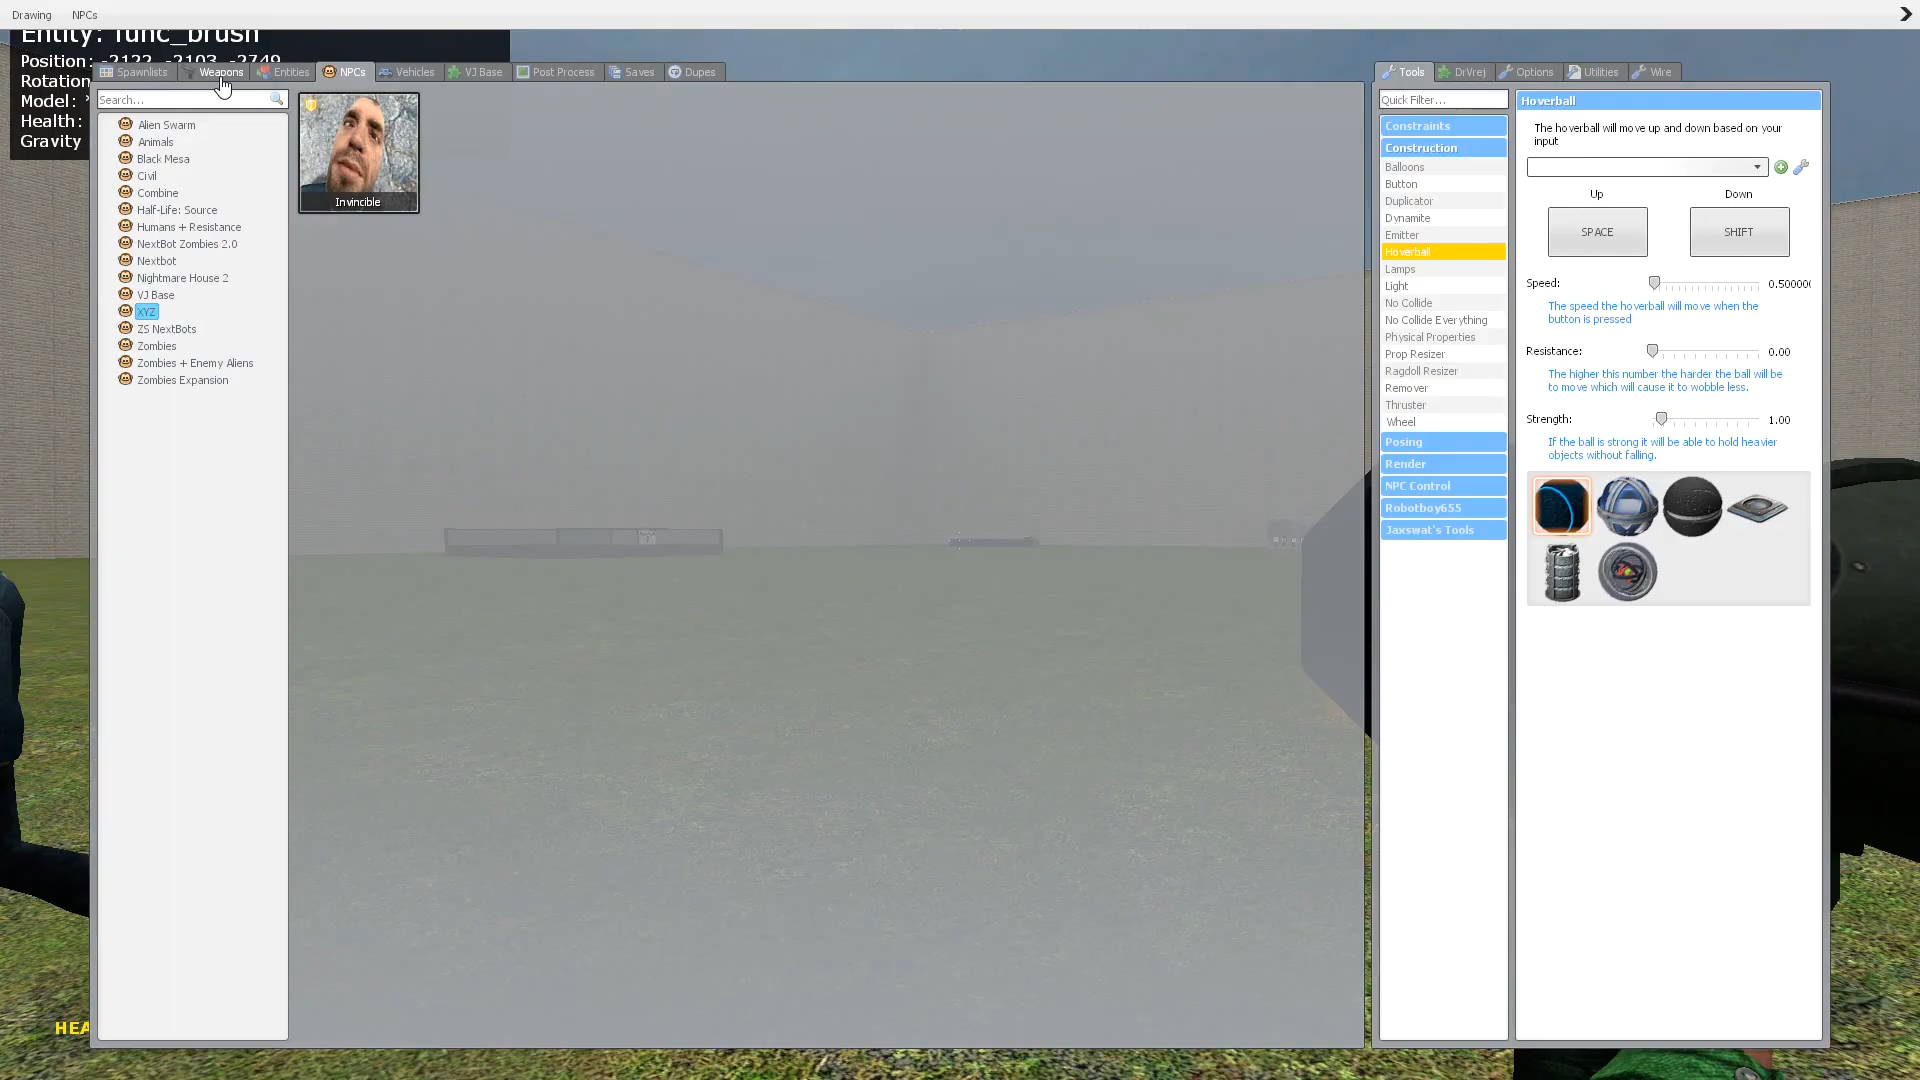 Drawing NPCs
Entity: func_brush
Position: -2122 -2103 -2749
Rotation
Model: *
Health:
Gravity
Spawnlists Weapons Entities NPCs Vehicles VJ Base Post Process Saves Dupes
Search...
Alien Swarm
Animals
Black Mesa
Civil
Combine
Half-Life: Source
Humans + Resistance
NextBot Zombies 2.0
Nextbot
Nightmare House 2
VJ Base
XYZ
ZS NextBots
Zombies
Zombies + Enemy Aliens
Zombies Expansion
Invincible
Tools DrVrej Options Utilities Wire
Quick Filter...
Constraints
Construction
Balloons
Button
Duplicator
Dynamite
Emitter
Hoverball
Lamps
Light
No Collide
No Collide Everything
Physical Properties
Prop Resizer
Ragdoll Resizer
Remover
Thruster
Wheel
Posing
Render
NPC Control
Robotboy655
Jaxswat's Tools
Hoverball
The hoverball will move up and down based on your
input
Up Down
SPACE SHIFT
Speed: 0.50000
The speed the hoverball will move when the
button is pressed
Resistance: 0.00
The higher this number the harder the ball will be
to move which will cause it to wobble less.
Strength: 1.00
If the ball is strong it will be able to hold heavier
objects without falling.
HEA